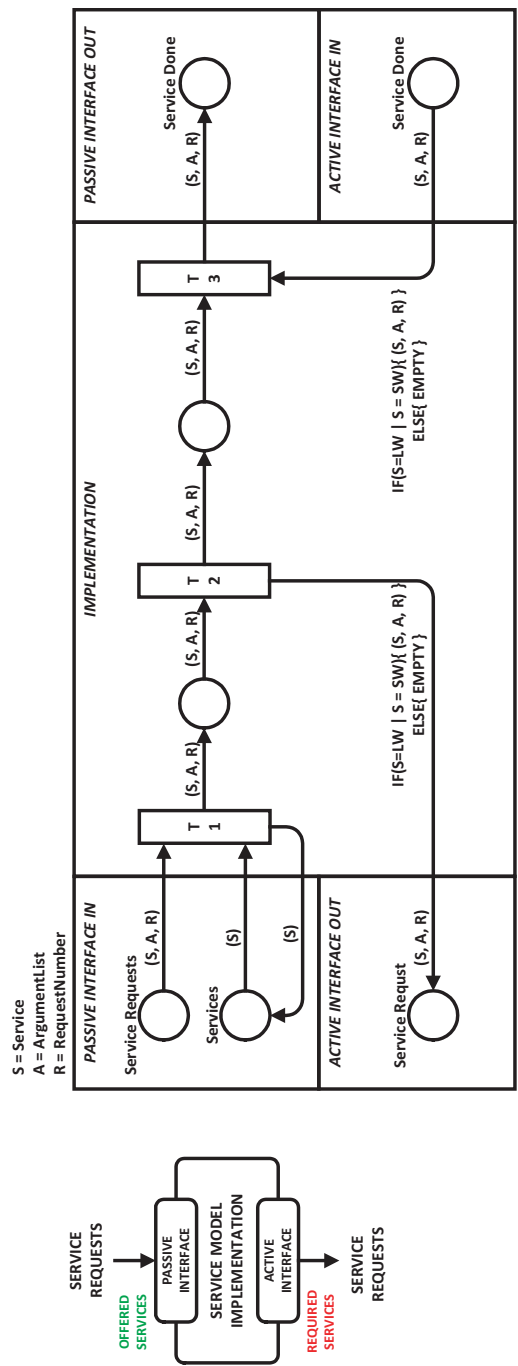 SERVICE
REQUESTS
OFFERED
SERVICES
PASSIVE
INTERFACE
SERVICE MODEL
IMPLEMENTATION
ACTIVE
INTERFACE
REQUIRED
SERVICES
SERVICE
REQUESTS
S = Service
A = ArgumentList
R = RequestNumber
PASSIVE INTERFACE IN
Service Requests
(S, A, R)
Services
(S)
(S)
ACTIVE INTERFACE OUT
Service Requst
(S, A, R)
IMPLEMENTATION
T
1
(S, A, R)
(S, A, R)
T
2
(S, A, R)
(S, A, R)
T
3
IF(S=LW | S = SW){ (S, A, R) }
ELSE{ EMPTY }
IF(S=LW | S = SW){ (S, A, R) }
ELSE{ EMPTY }
PASSIVE INTERFACE OUT
Service Done
(S, A, R)
ACTIVE INTERFACE IN
Service Done
(S, A, R)